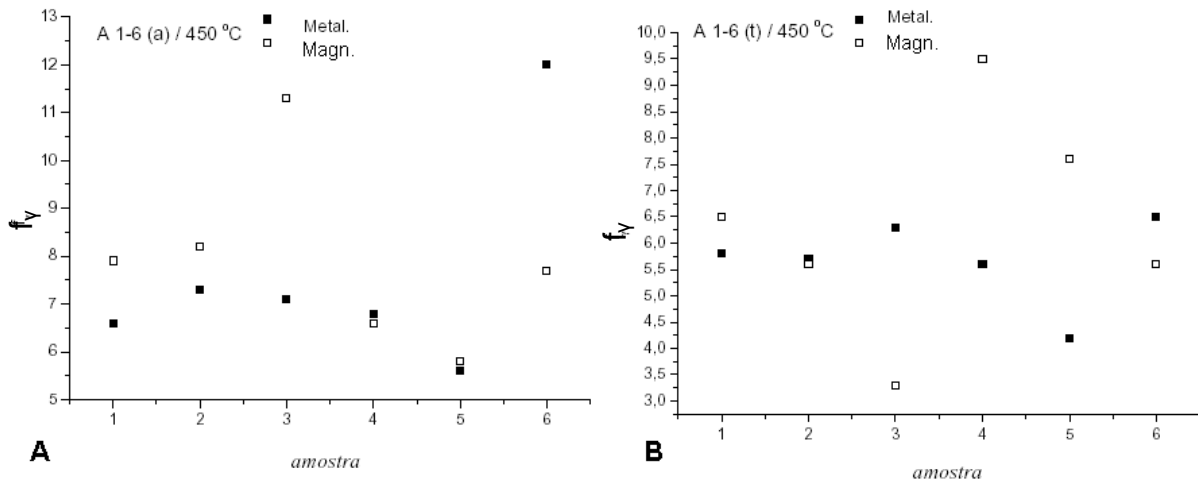 A 1-6 (a) / 450 °C
Metal.
Magn.
13
12
11
10
9
8
7
6
5
fγ
1 2 3 4 5 6
amostra
A
A 1-6 (t) / 450 °C
Metal.
Magn.
10,0
9,5
9,0
8,5
8,0
7,5
7,0
6,5
6,0
5,5
5,0
4,5
4,0
3,5
3,0
fγ
1 2 3 4 5 6
amostra
B